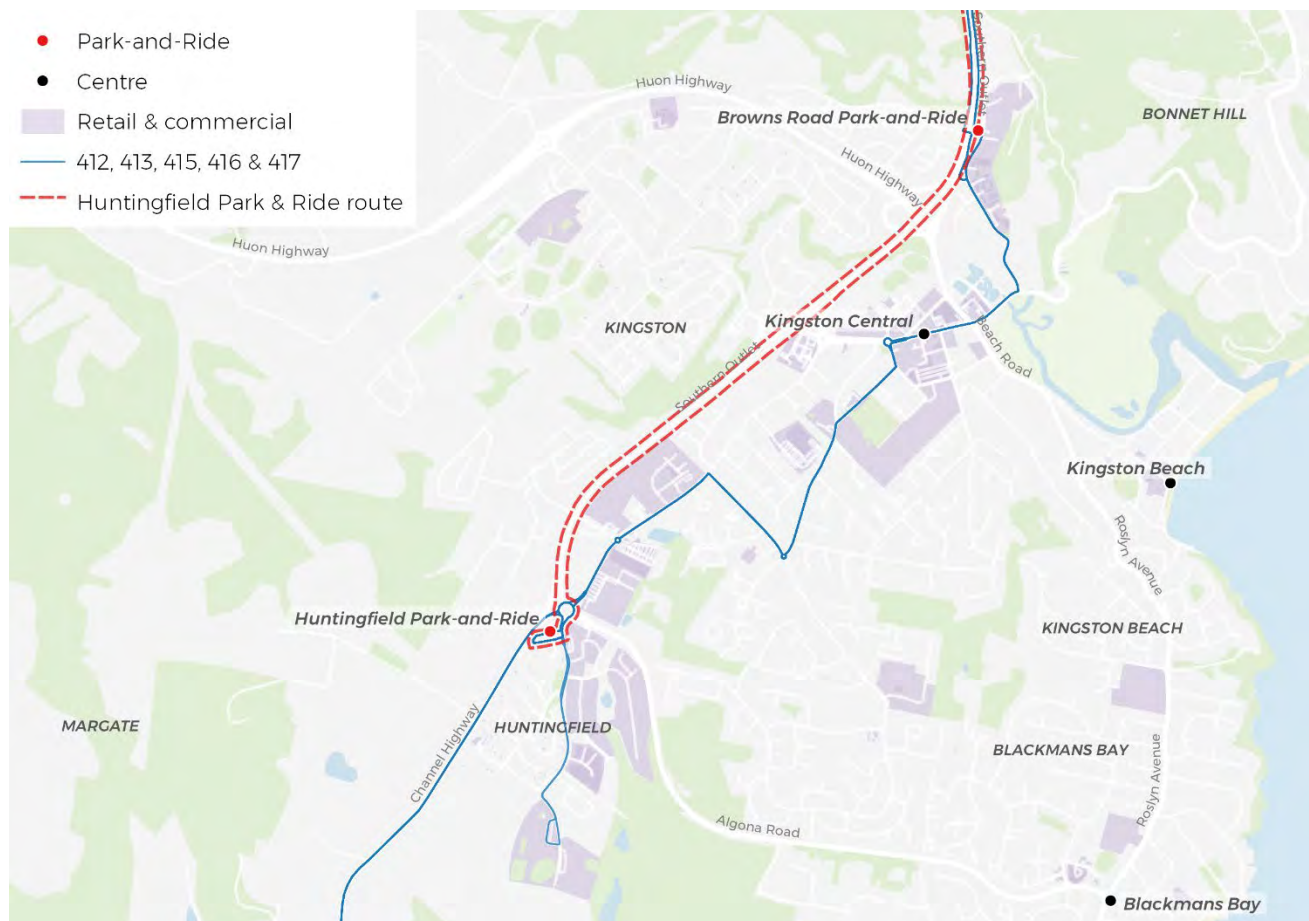 Park-and-Ride
Centre
Retail & commercial
412, 413, 415, 416 & 417
Huntingfield Park & Ride route
Southern Outlet
Huon Highway
Browns Road Park-and-Ride
BONNET HILL
Huon Highway
Huon Highway
KINGSTON
Kingston Central
Beach Road
Southern Outlet
Kingston Beach
Roslyn Avenue
Huntingfield Park-and-Ride
KINGSTON BEACH
MARGATE
Channel Highway
HUNTINGFIELD
BLACKMANS BAY
Roslyn Avenue
Algona Road
Blackmans Bay